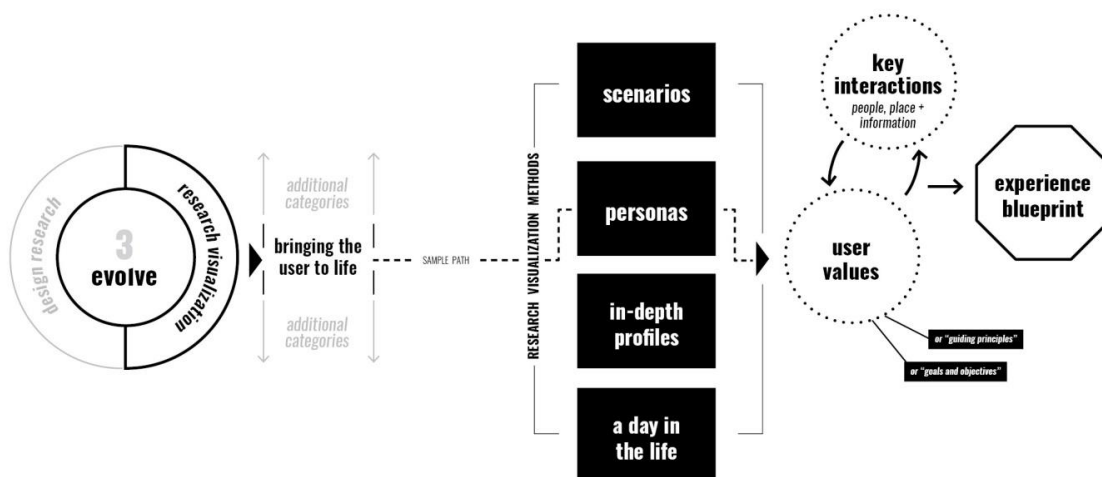 design research
3
evolve
research visualization
additional
categories
bringing the
user to life
additional
categories
SAMPLE PATH
RESEARCH VISUALIZATION METHODS
scenarios
personas
in-depth
profiles
a day in
the life
key
interactions
people, place +
information
user
values
or “guiding principles”
or “goals and objectives”
experience
blueprint